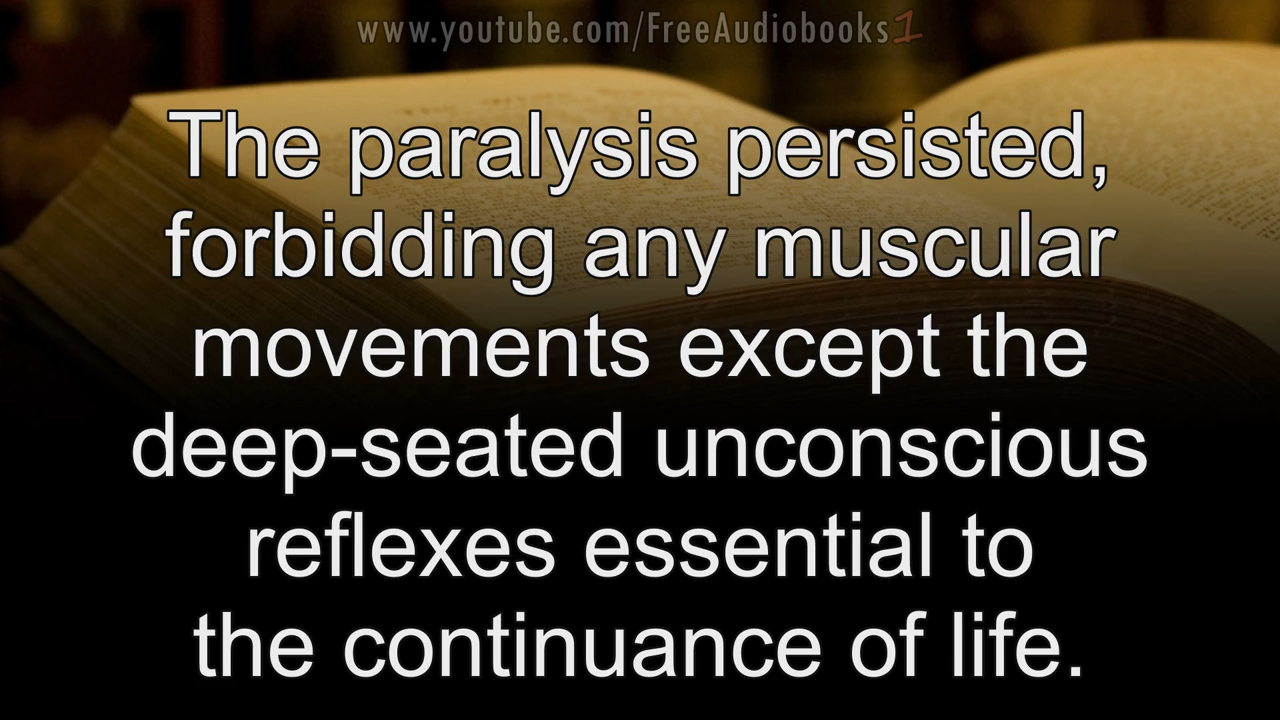 www.youtube.com/FreeAudiobooks1
The paralysis persisted,
forbidding any muscular
movements except the
deep-seated unconscious
reflexes essential to
the continuance of life.